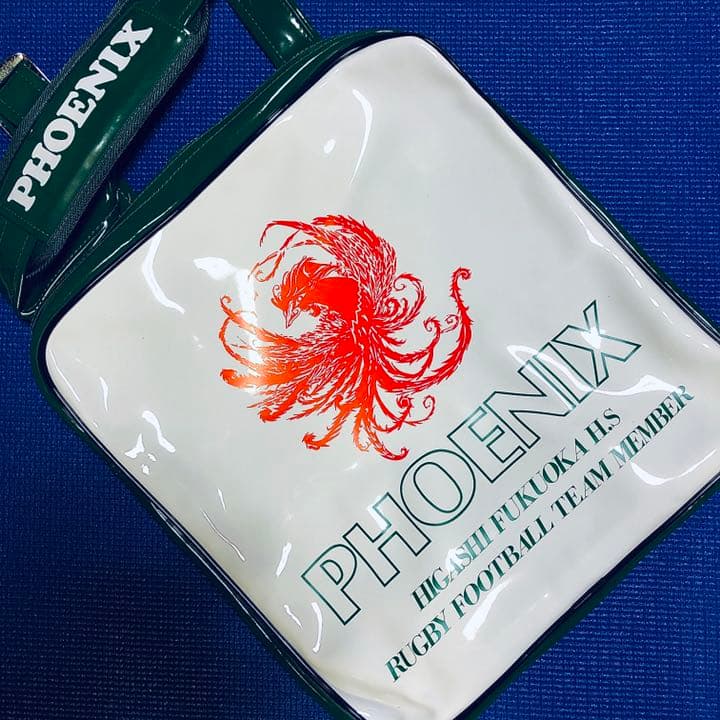 PHOENIX
PHOENIX
HIGASHI FUKUOKA H.S
RUGBY FOOTBALL TEAM MEMBER